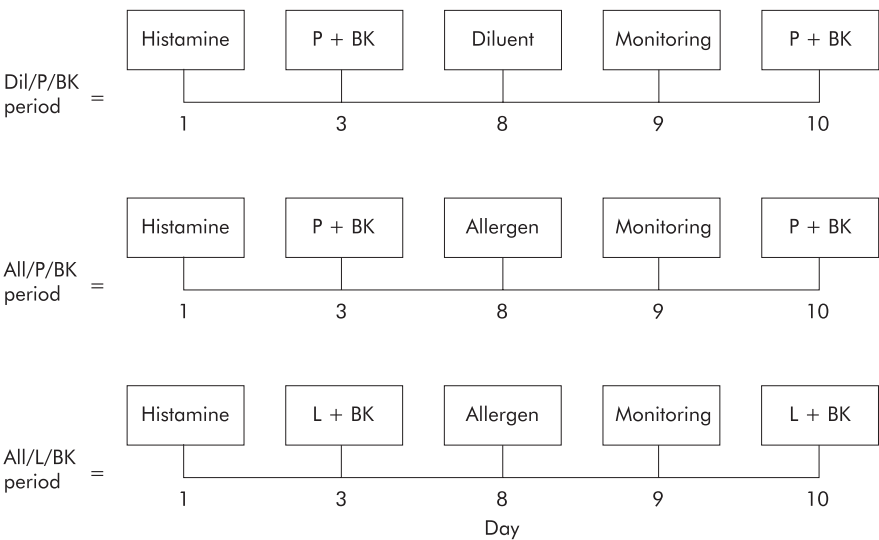 Histamine P + BK Diluent Monitoring P + BK
Dil/P/BK
period =
1 3 8 9 10
Histamine P + BK Allergen Monitoring P + BK
All/P/BK
period =
1 3 8 9 10
Histamine L + BK Allergen Monitoring L + BK
All/L/BK
period =
1 3 8 9 10
Day